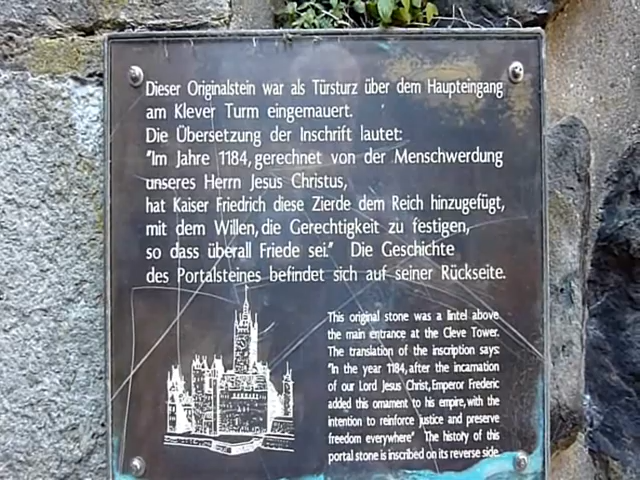 Dieser Originalstein war als Türsturz über dem Haupteingang
am Klever Turm eingemauert.
Die Übersetzung der Inschrift lautet:
"Im Jahre 1184, gerechnet von der Menschwerdung
unseres Herrn Jesus Christus,
hat Kaiser Friedrich diese Zierde dem Reich hinzugefügt,
mit dem Willen, die Gerechtigkeit zu festigen,
so dass überall Friede sei." Die Geschichte
des Portalsteines befindet sich auf seiner Rückseite.
This original stone was a lintel above
the main entrance at the Cleve Tower.
The translation of the inscription says:
"In the year 1184, after the incarnation
of our Lord Jesus Christ, Emperor Frederic
added this ornament to his empire, with the
intention to reinforce justice and preserve
freedom everywhere" The histoly of this
portal stone is inscribed on its reverse side.